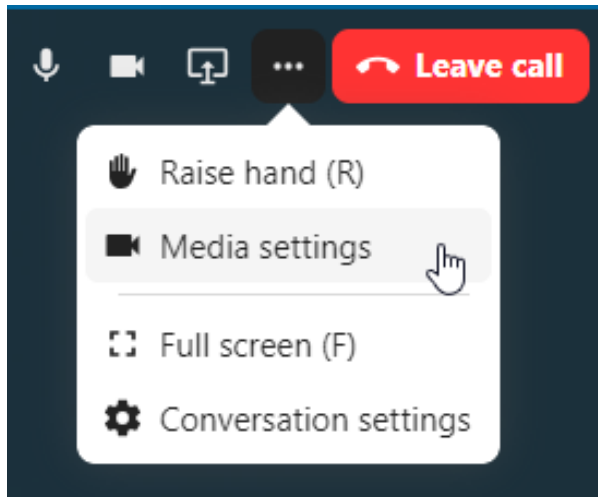 Leave call
Raise hand (R)
Media settings
Full screen (F)
Conversation settings